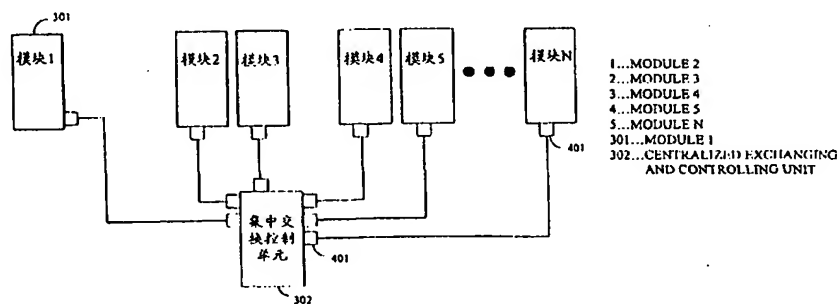 301
模块1
模块2
模块3
模块4
模块5
模块N
401
集中交
换控制
单元
401
302
1...MODULE 2
2...MODULE 3
3...MODULE 4
4...MODULE 5
5...MODULE N
301...MODULE 1
302...CENTRALIZED EXCHANGING
AND CONTROLLING UNIT